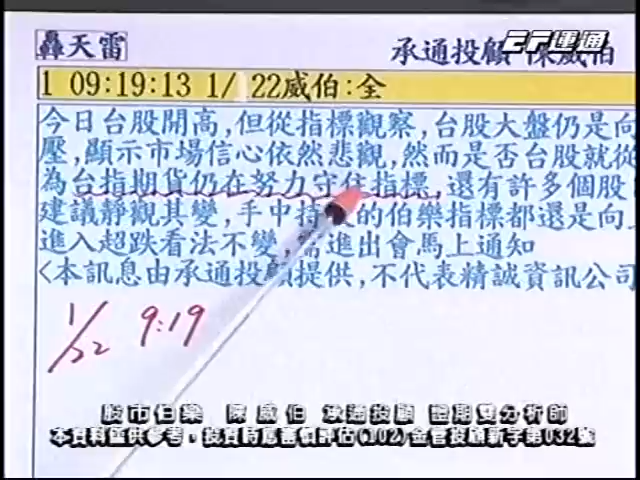 轟天雷
承通投顧 陳威伯
EF運通
1 09:19:13 1/ 22威伯:全
今日台股開高,但從指標觀察,台股大盤仍是向
壓,顯示市場信心依然悲觀,然而是否台股就從
為台指期貨仍在努力守住指標,還有許多個股
建議靜觀其變,手中持 的伯樂指標都還是向
進入超跌看法不變, 進出會馬上通知
<本訊息由承通投顧提供,不代表精誠資訊公司
1/22 9:19
股市伯樂 陳威伯 承通投顧 證期雙分析師
本資料僅供參考,投資時應審慎評估(102)金管投顧新字第032號